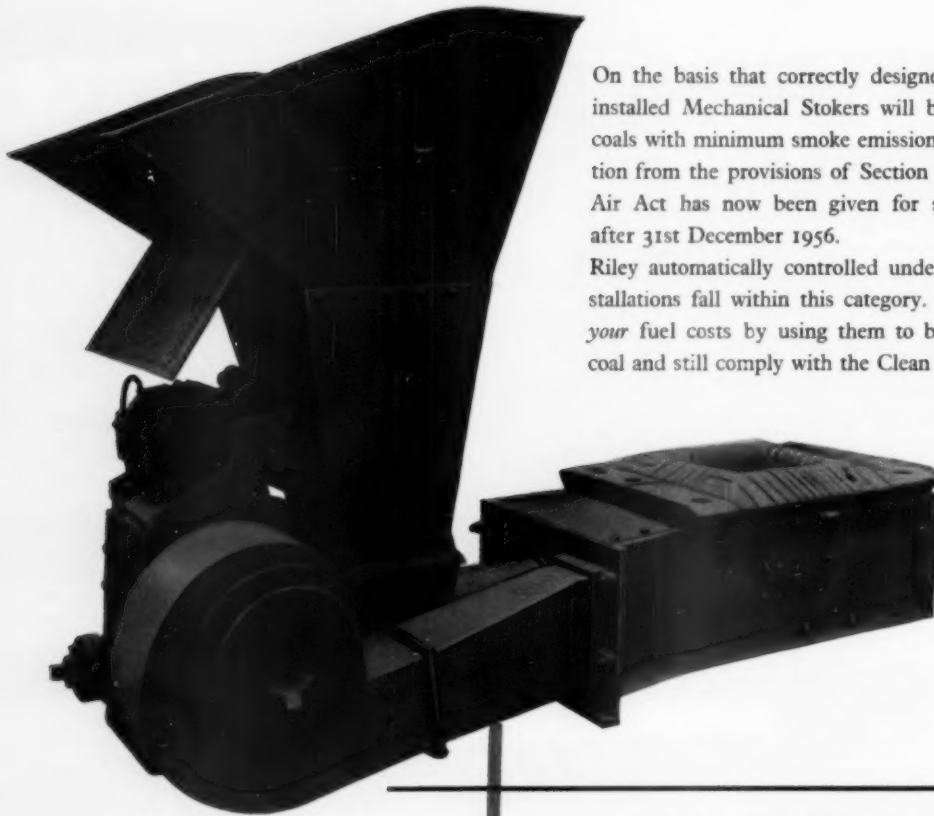 On the basis that correctly designe
installed Mechanical Stokers will b
coals with minimum smoke emission
tion from the provisions of Section
Air Act has now been given for s
after 31st December 1956.
Riley automatically controlled unde
stallations fall within this category.
your fuel costs by using them to b
coal and still comply with the Clean